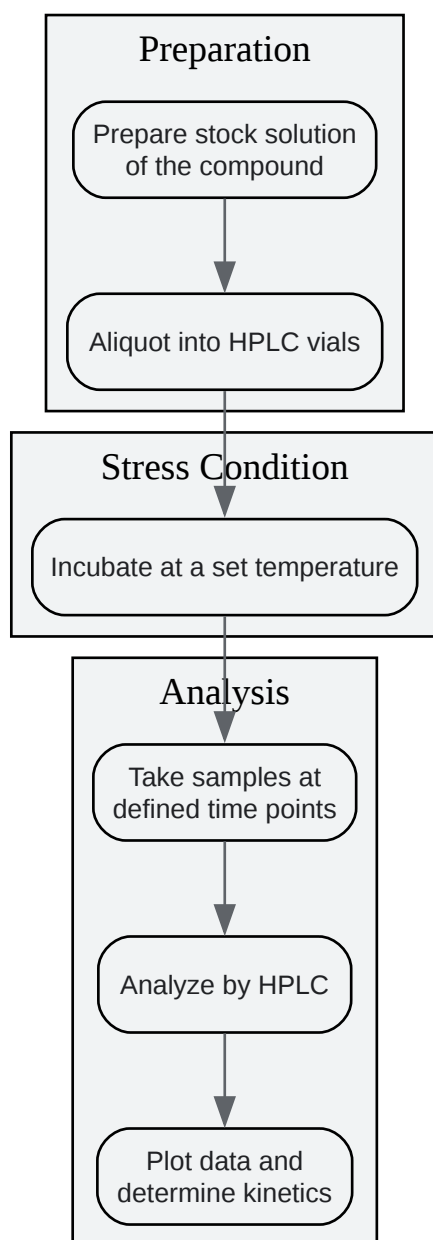 Preparation
Prepare stock solution
of the compound
Aliquot into HPLC vials
Stress Condition
Incubate at a set temperature
Analysis
Take samples at
defined time points
Analyze by HPLC
Plot data and
determine kinetics